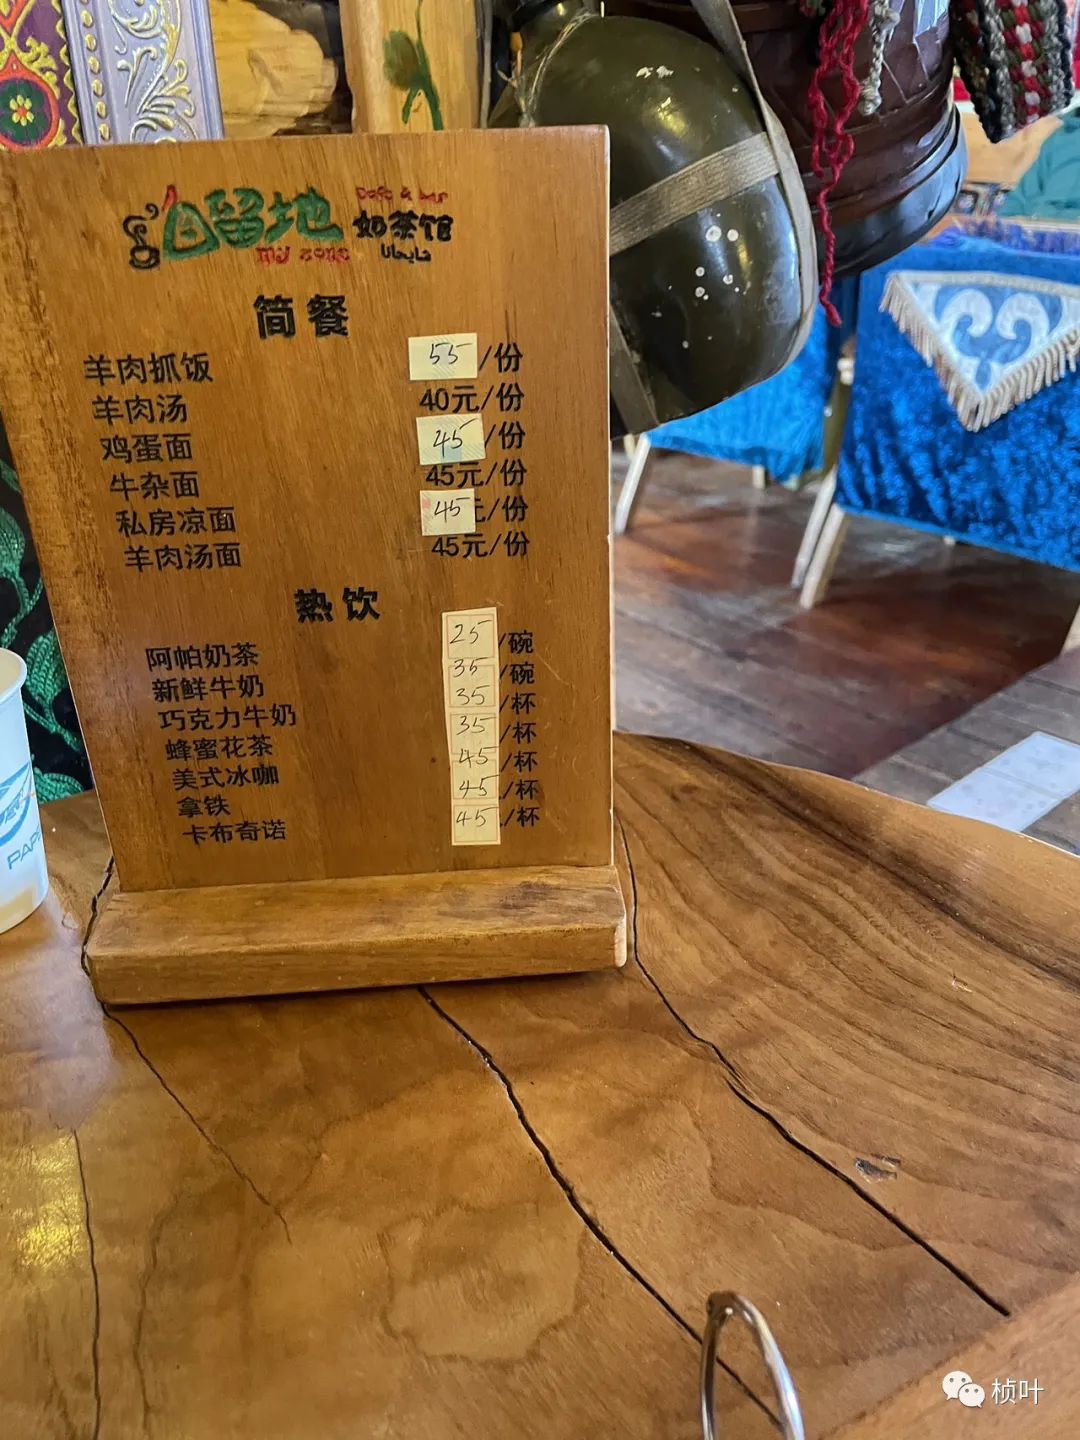 自留地
Cafe & bar
奶茶馆
my zone
چايخانا
简餐
羊肉抓饭 55/份
羊肉汤 40元/份
鸡蛋面 45/份
牛杂面 45元/份
私房凉面 45元/份
羊肉汤面 45元/份
热饮
阿帕奶茶 25/碗
新鲜牛奶 35/碗
巧克力牛奶 35/杯
蜂蜜花茶 35/杯
美式冰咖 45/杯
拿铁 45/杯
卡布奇诺 45/杯
桢叶